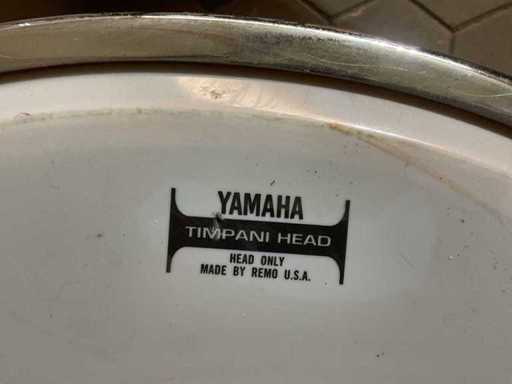 YAMAHA
TIMPANI HEAD
HEAD ONLY
MADE BY REMO U.S.A.